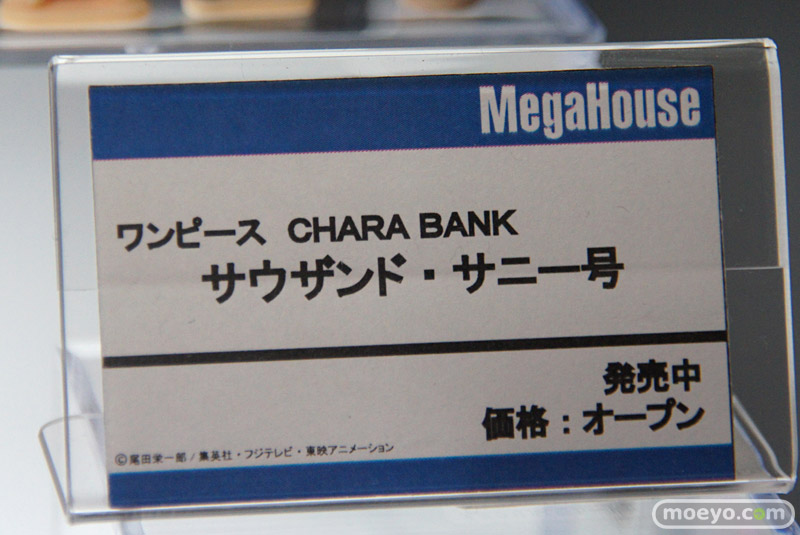 MegaHouse
ワンピース CHARA BANK
サウザンド・サニー号
発売中
価格：オープン
©尾田栄一郎／集英社・フジテレビ・東映アニメーション
moeyo.com